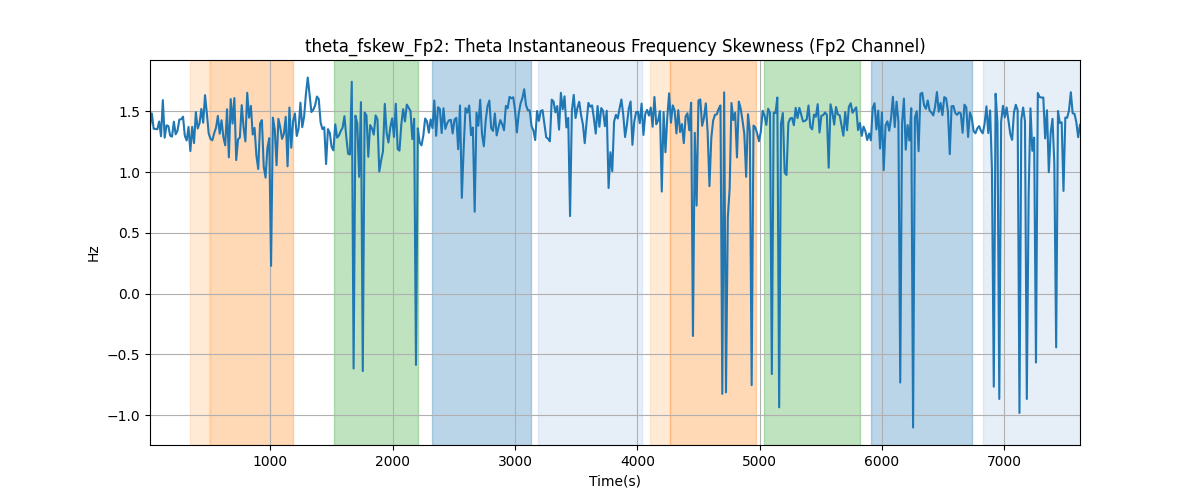 theta_fskew_Fp2: Theta Instantaneous Frequency Skewness (Fp2 Channel)
1.5
1.0
0.5
0.0
−0.5
−1.0
Hz
1000 2000 3000 4000 5000 6000 7000
Time(s)